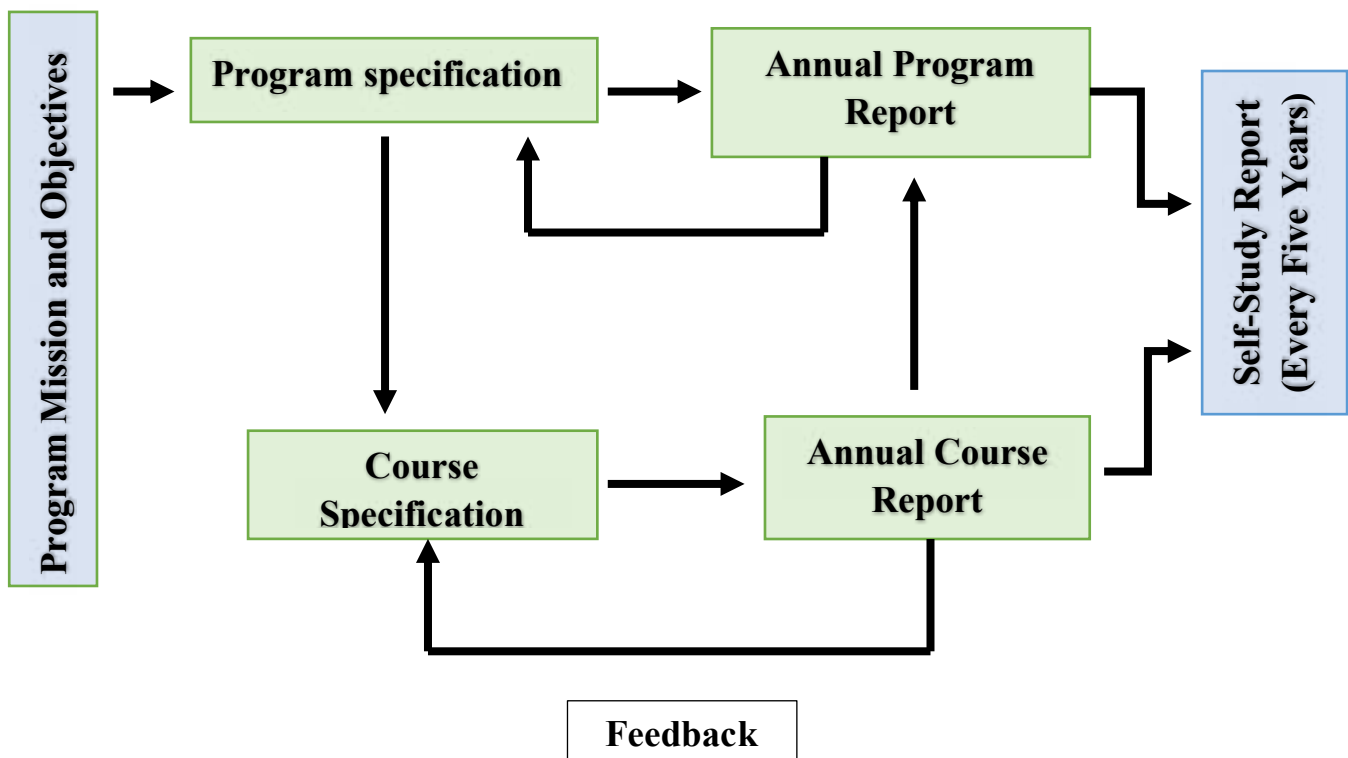 Program Mission and Objectives
Program specification
Annual Program
Report
Self-Study Report
(Every Five Years)
Course
Specification
Annual Course
Report
Feedback